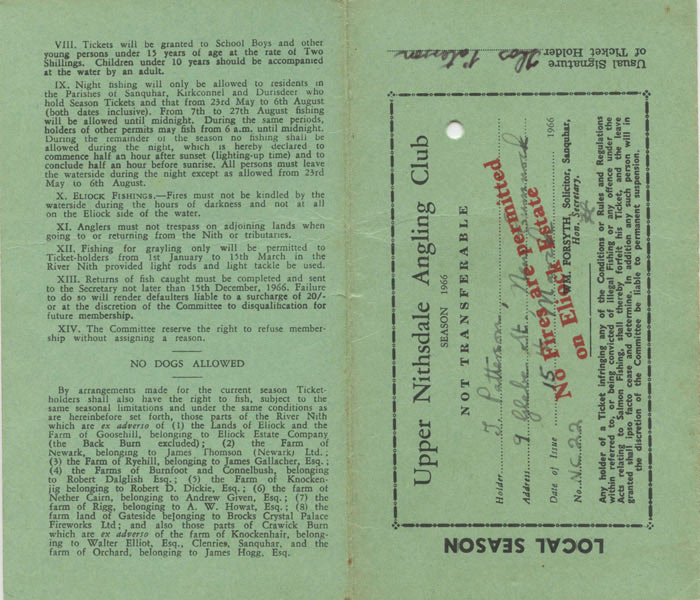 VIII. Tickets will be granted to School Boys and other
young persons under 15 years of age at the rate of Two
Shillings. Children under 10 years should be accompanied
at the water by an adult.
IX. Night fishing will only be allowed to residents in
the Parishes of Sanquhar, Kirkconnel and Durisdeer who
hold Season Tickets and that from 23rd May to 6th August
(both dates inclusive). From 7th to 27th August fishing
will be allowed until midnight. During the same periods,
holders of other permits may fish from 6 a.m. until midnight.
During the remainder of the season no fishing shall be
allowed during the night, which is hereby declared to
commence half an hour after sunset (lighting-up time) and to
conclude half an hour before sunrise. All persons must leave
the waterside during the night except as allowed from 23rd
May to 6th August.
X. ELIOCK FISHINGS.—Fires must not be kindled by the
waterside during the hours of darkness and not at all
on the Eliock side of the water.
XI. Anglers must not trespass on adjoining lands when
going to or returning from the Nith or tributaries.
XII. Fishing for grayling only will be permitted to
Ticket-holders from 1st January to 15th March in the
River Nith provided light rods and light tackle be used.
XIII. Returns of fish caught must be completed and sent
to the Secretary not later than 15th December, 1966. Failure
to do so will render defaulters liable to a surcharge of 20/-
or at the discretion of the Committee to disqualification for
future membership.
XIV. The Committee reserve the right to refuse member-
ship without assigning a reason.
NO DOGS ALLOWED
By arrangements made for the current season Ticket-
holders shall also have the right to fish, subject to the
same seasonal limitations and under the same conditions as
are hereinbefore set forth, those parts of the River Nith
which are ex adverso of (1) the Lands of Eliock and the
Farm of Goosehill, belonging to Eliock Estate Company
(the Back Burn excluded); (2) the Farm of
Newark, belonging to James Thomson (Newark) Ltd.;
(3) the Farm of Ryehill, belonging to James Gallacher, Esq.;
(4) the Farms of Burnfoot and Connelbush, belonging
to Robert Dalglish Esq.; (5) the Farm of Knocken-
jig belonging to Robert D. Dickie, Esq.; (6) the farm of
Nether Cairn, belonging to Andrew Given, Esq.; (7) the
farm of Rigg, belonging to A. W. Howat, Esq.; (8) the
farm land of Gateside belonging to Brocks Crystal Palace
Fireworks Ltd; and also those parts of Crawick Burn
which are ex adverso of the farm of Knockenhair, belong-
ing to Walter Elliot, Esq., Clenries, Sanquhar, and the
farm of Orchard, belonging to James Hogg, Esq.
LOCAL SEASON
Upper Nithsdale Angling Club
SEASON 1966
NOT TRANSFERABLE
Holder J Patterson
Address 9 Glebe St. N. Cumnock
Date of Issue 15th March 1966
No. N.C. 22
WM. FORSYTH, Solicitor, Sanquhar,
Hon. Secretary.
No Fires are permitted
on Eliock Estate
Any holder of a Ticket infringing any of the Conditions or Rules and Regulations
within referred to, or being convicted of illegal Fishing or any offence under the
Acts relating to Salmon Fishing, shall thereby forfeit his Ticket, and the leave
granted shall ipso facto cease and determine. In addition any such person will in
the discretion of the Committee be liable to permanent suspension.
Usual Signature
of Ticket Holder